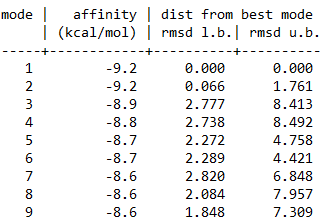 mode |   affinity | dist from best mode
     | (kcal/mol) | rmsd l.b.| rmsd u.b.
-----+------------+----------+----------
   1         -9.2      0.000      0.000
   2         -9.2      0.066      1.761
   3         -8.9      2.777      8.413
   4         -8.8      2.738      8.492
   5         -8.7      2.272      4.758
   6         -8.7      2.289      4.421
   7         -8.6      2.820      6.848
   8         -8.6      2.084      7.957
   9         -8.6      1.848      7.309